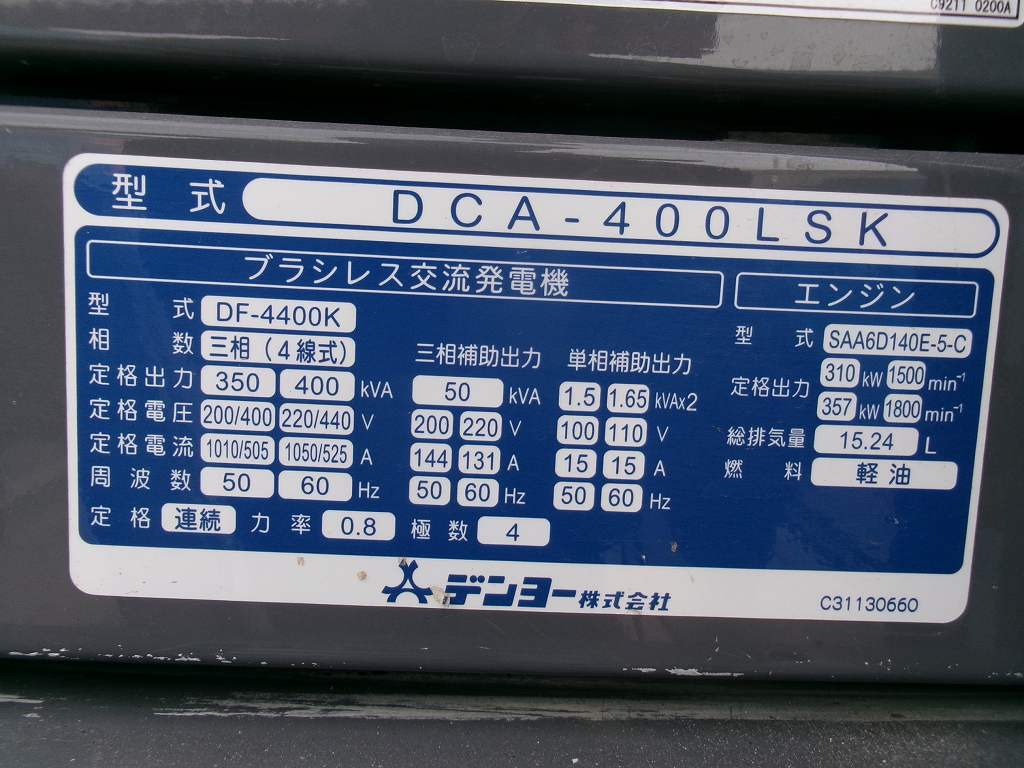 C9211 0200A
型 式 DCA-400LSK
ブラシレス交流発電機
型 式 DF-4400K
相 数 三相(4線式)
定格出力 350 400 kVA
定格電圧 200/400 220/440 V
定格電流 1010/505 1050/525 A
周波数 50 60 Hz
三相補助出力
50 kVA
200 220 V
144 131 A
50 60 Hz
単相補助出力
1.5 1.65 kVAx2
100 110 V
15 15 A
50 60 Hz
定格 連続 力率 0.8 極数 4
エンジン
型 式 SAA6D140E-5-C
定格出力 310 kW 1500 min⁻¹
357 kW 1800 min⁻¹
総排気量 15.24 L
燃 料 軽油
デンヨー株式会社
C31130660